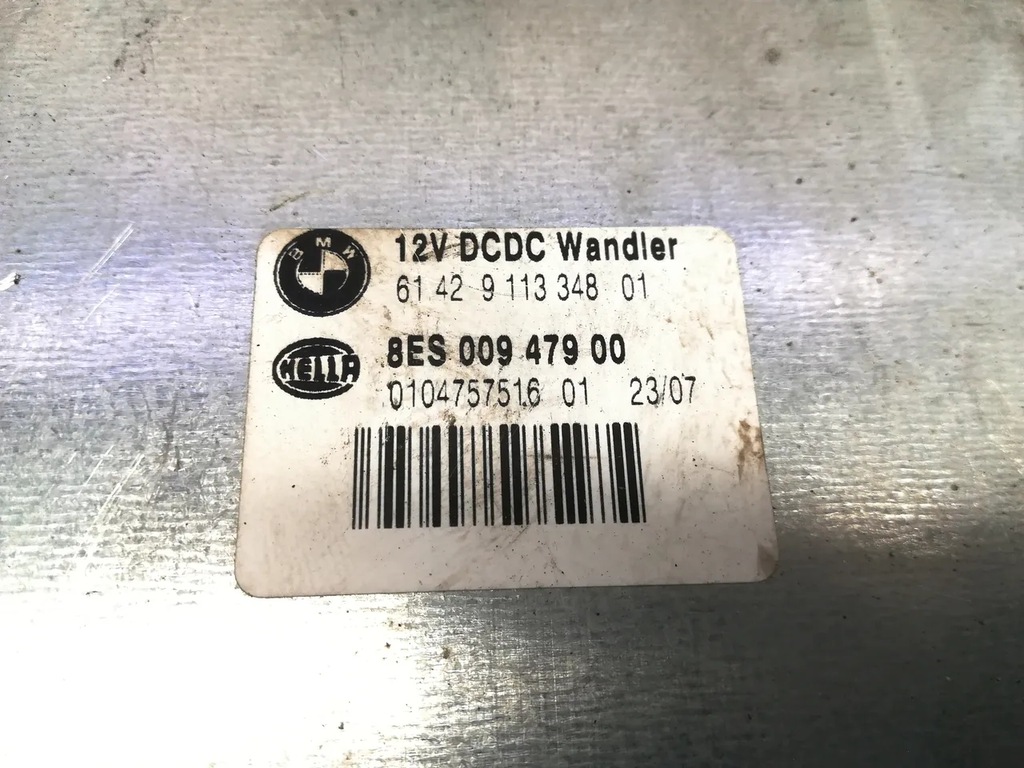 BMW
12V DCDC Wandler
61 42 9 113 348 01
HELLA
8ES 009 479 00
0104757516 01 23/07